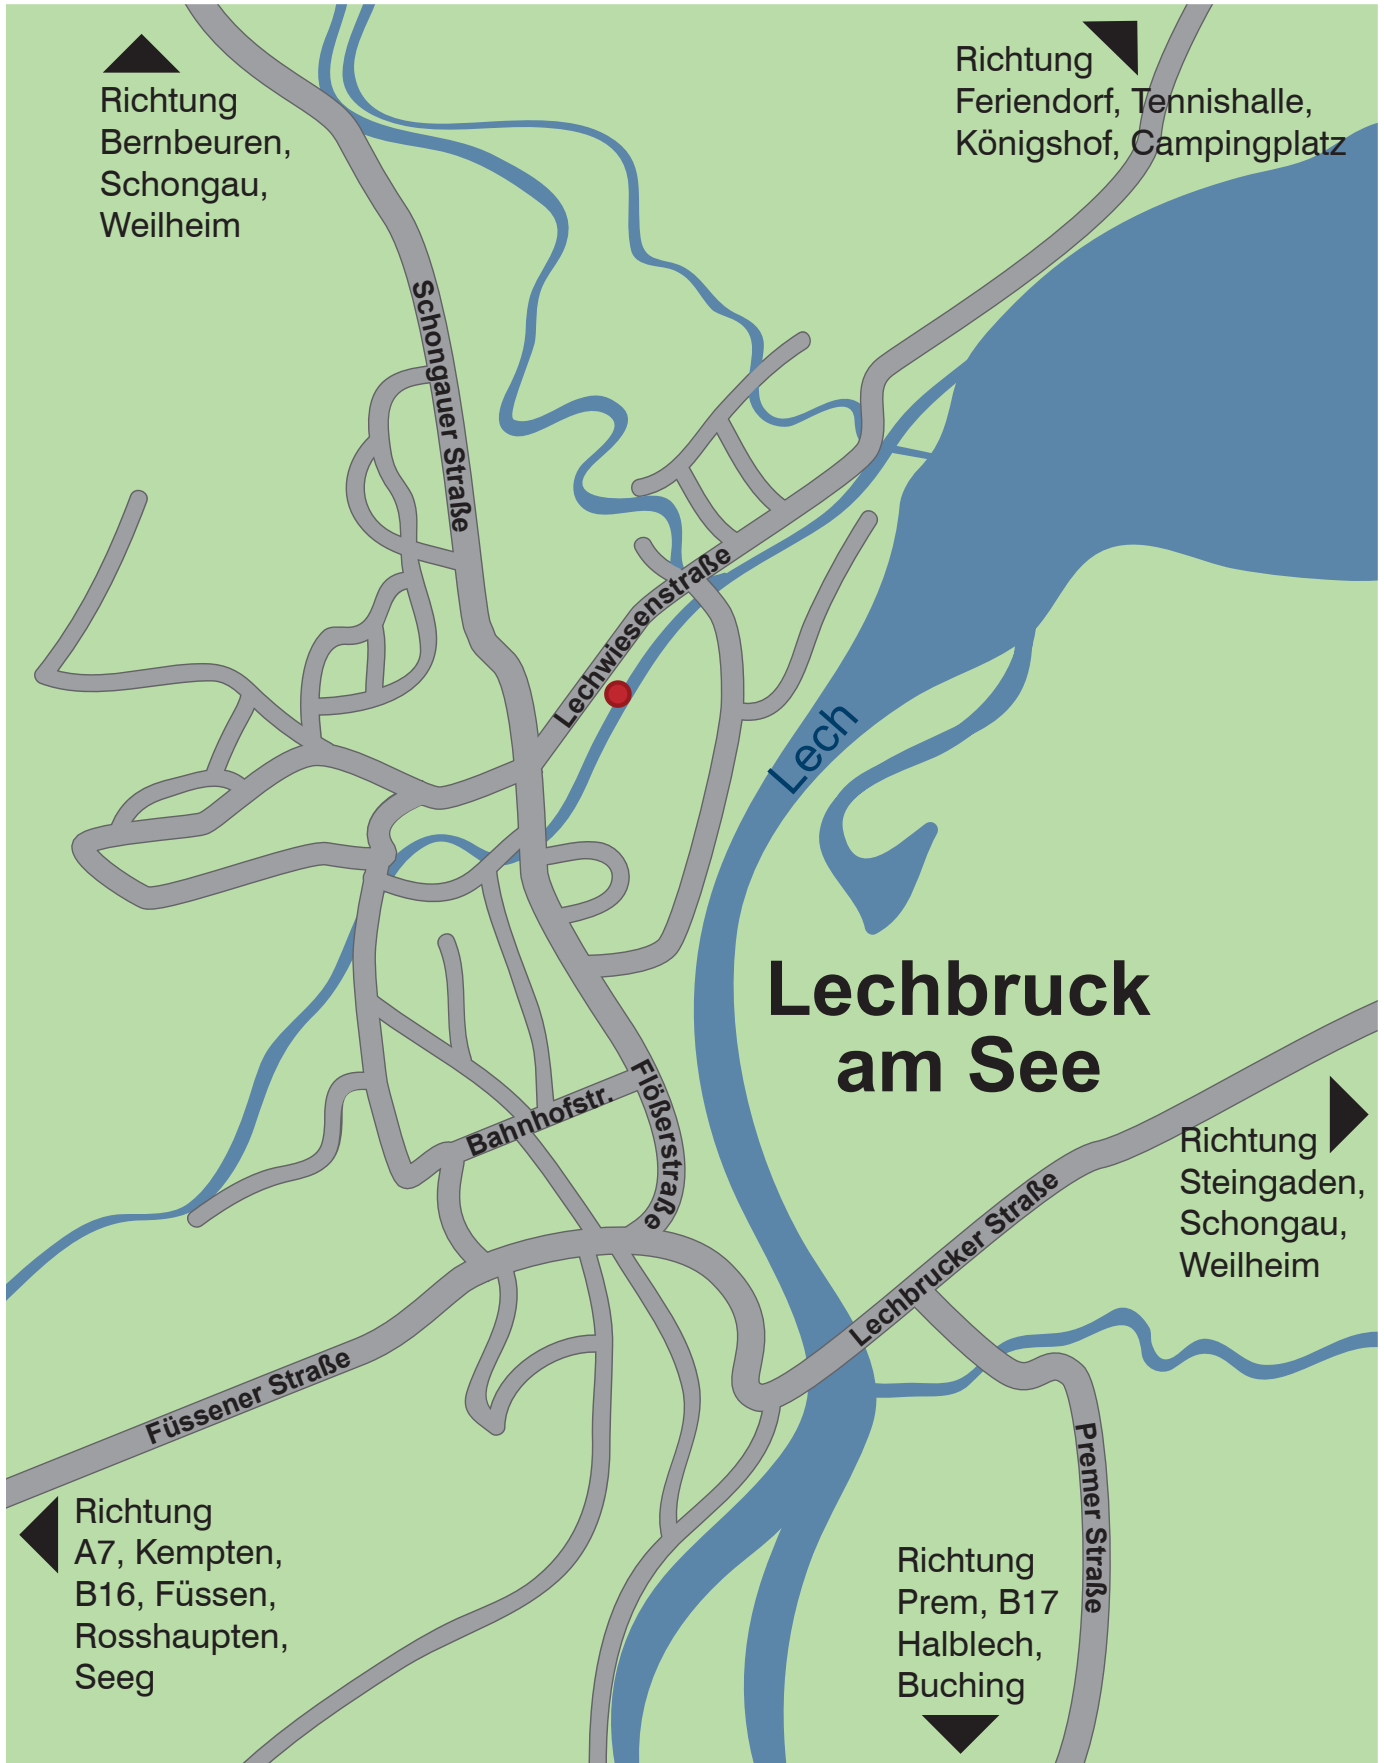 Richtung
Bernbeuren,
Schongau,
Weilheim
Richtung
Feriendorf, Tennishalle,
Königshof, Campingplatz
Schongauer Straße
Lechwiesenstraße
Lech
Lechbruck
am See
Bahnhofstr.
Flößerstraße
Richtung
Steingaden,
Schongau,
Weilheim
Lechbrucker Straße
Füssener Straße
Premer Straße
Richtung
A7, Kempten,
B16, Füssen,
Rosshaupten,
Seeg
Richtung
Prem, B17
Halblech,
Buching